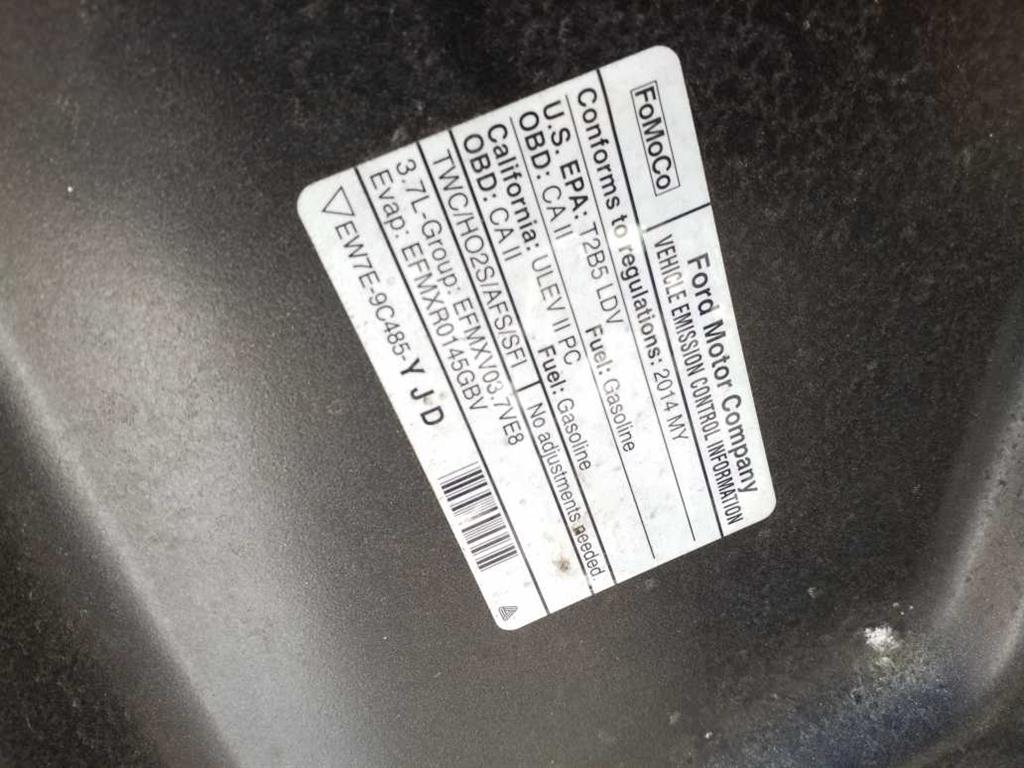 FoMoCo
Ford Motor Company
VEHICLE EMISSION CONTROL INFORMATION
Conforms to regulations: 2014 MY
U.S. EPA: T2B5 LDV Fuel: Gasoline
OBD: CA II
California: ULEV II PC Fuel: Gasoline
OBD: CA II
TWC/HO2S/AFS/SFI No adjustments needed.
3.7L-Group: EFMXV03.7VE8
Evap: EFMXR0145GBV
EW7E-9C485-Y J D